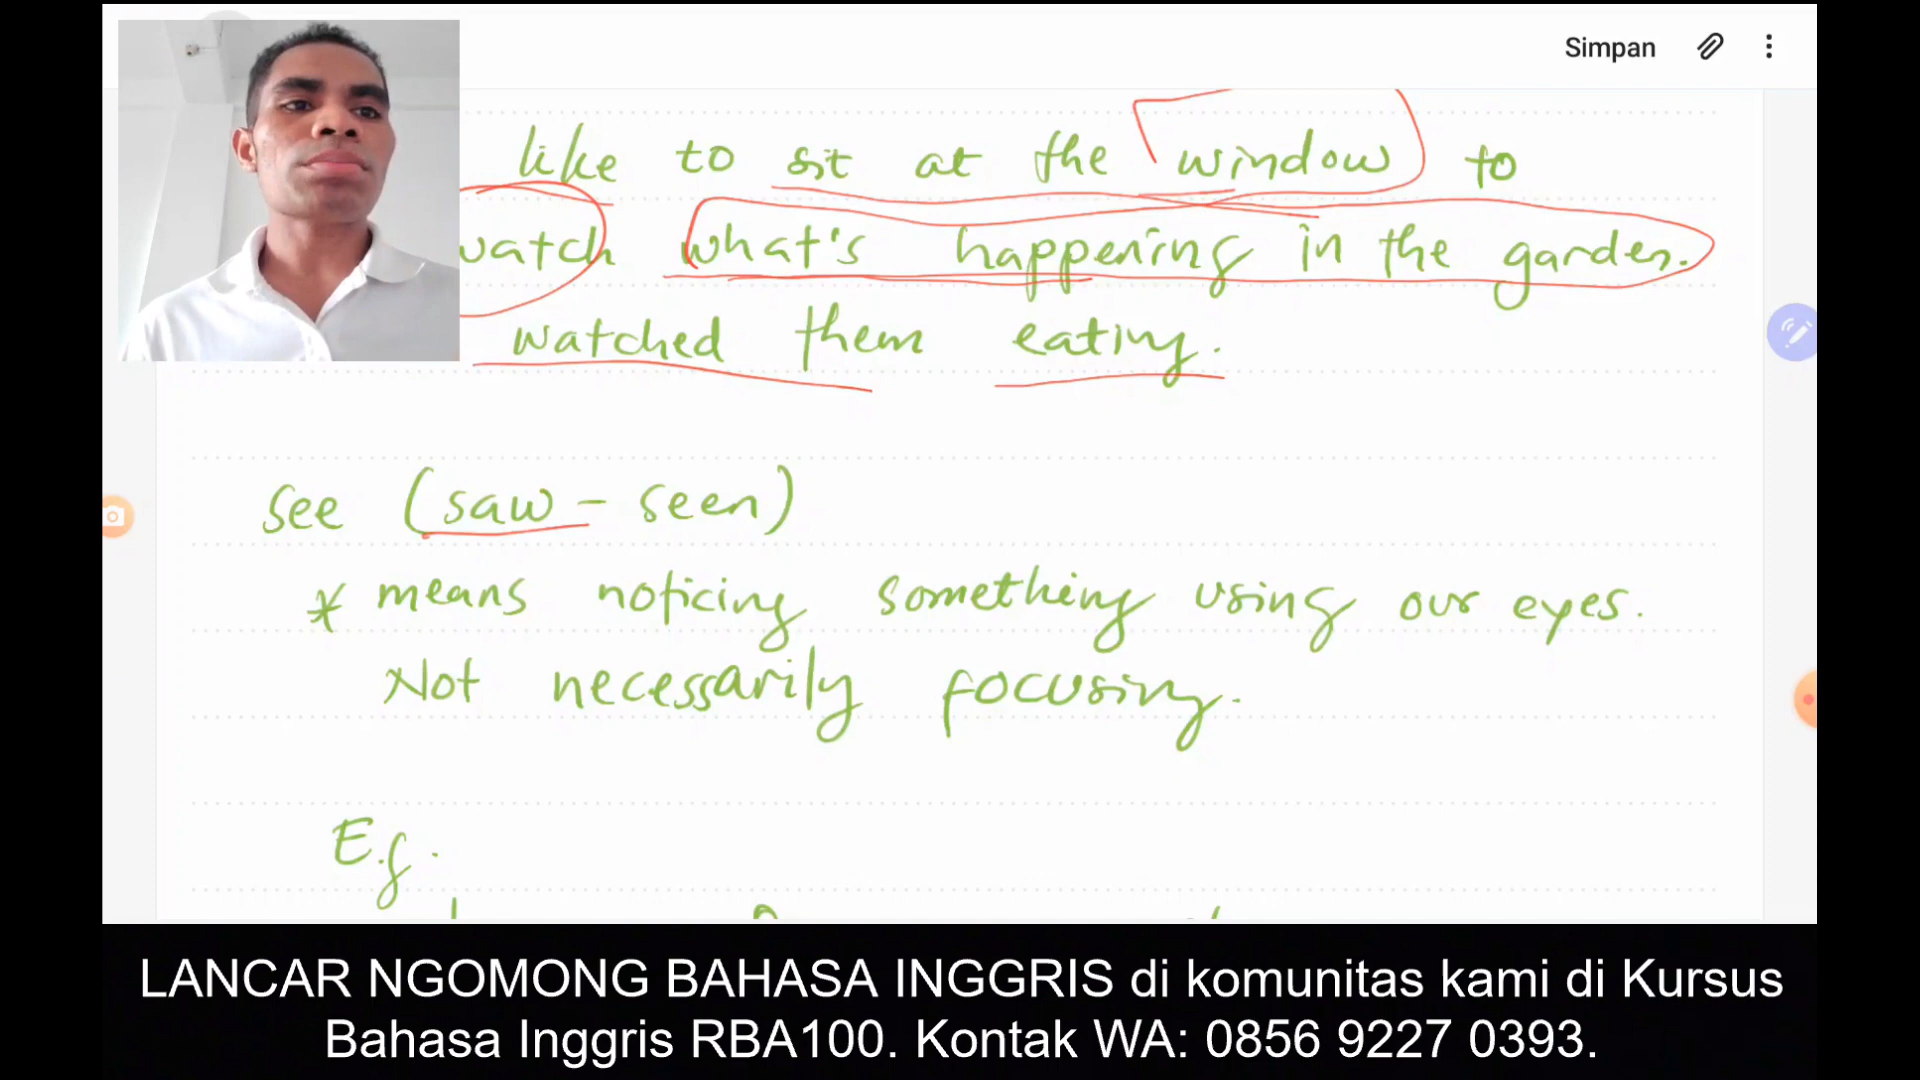 Simpan
like to sit at the window to
watch what's happening in the garden.
watched them eating.
see (saw - seen)
* means noticing something using our eyes.
Not necessarily focusing.
E.g.
LANCAR NGOMONG BAHASA INGGRIS di komunitas kami di Kursus
Bahasa Inggris RBA100. Kontak WA: 0856 9227 0393.